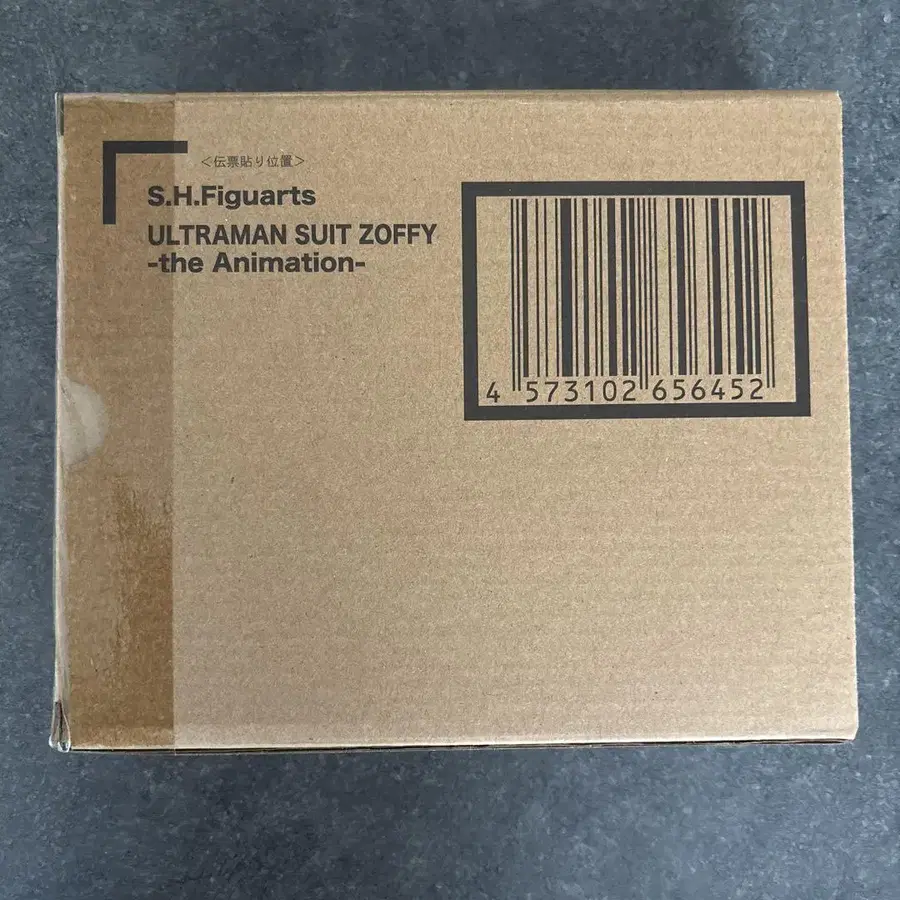 <伝票貼り位置>
S.H.Figuarts
ULTRAMAN SUIT ZOFFY
-the Animation-
4 573102 656452